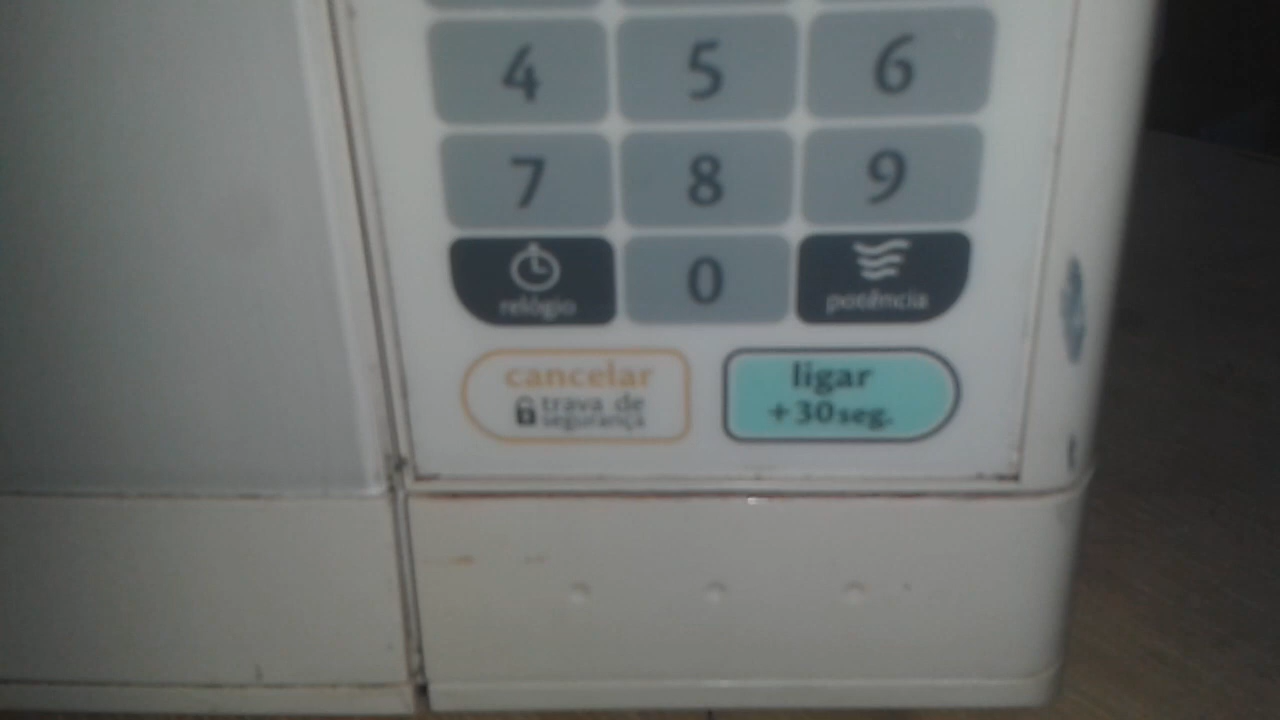 4 5 6
7 8 9
relógio 0 potência
cancelar
trava de
segurança
ligar
+30seg.